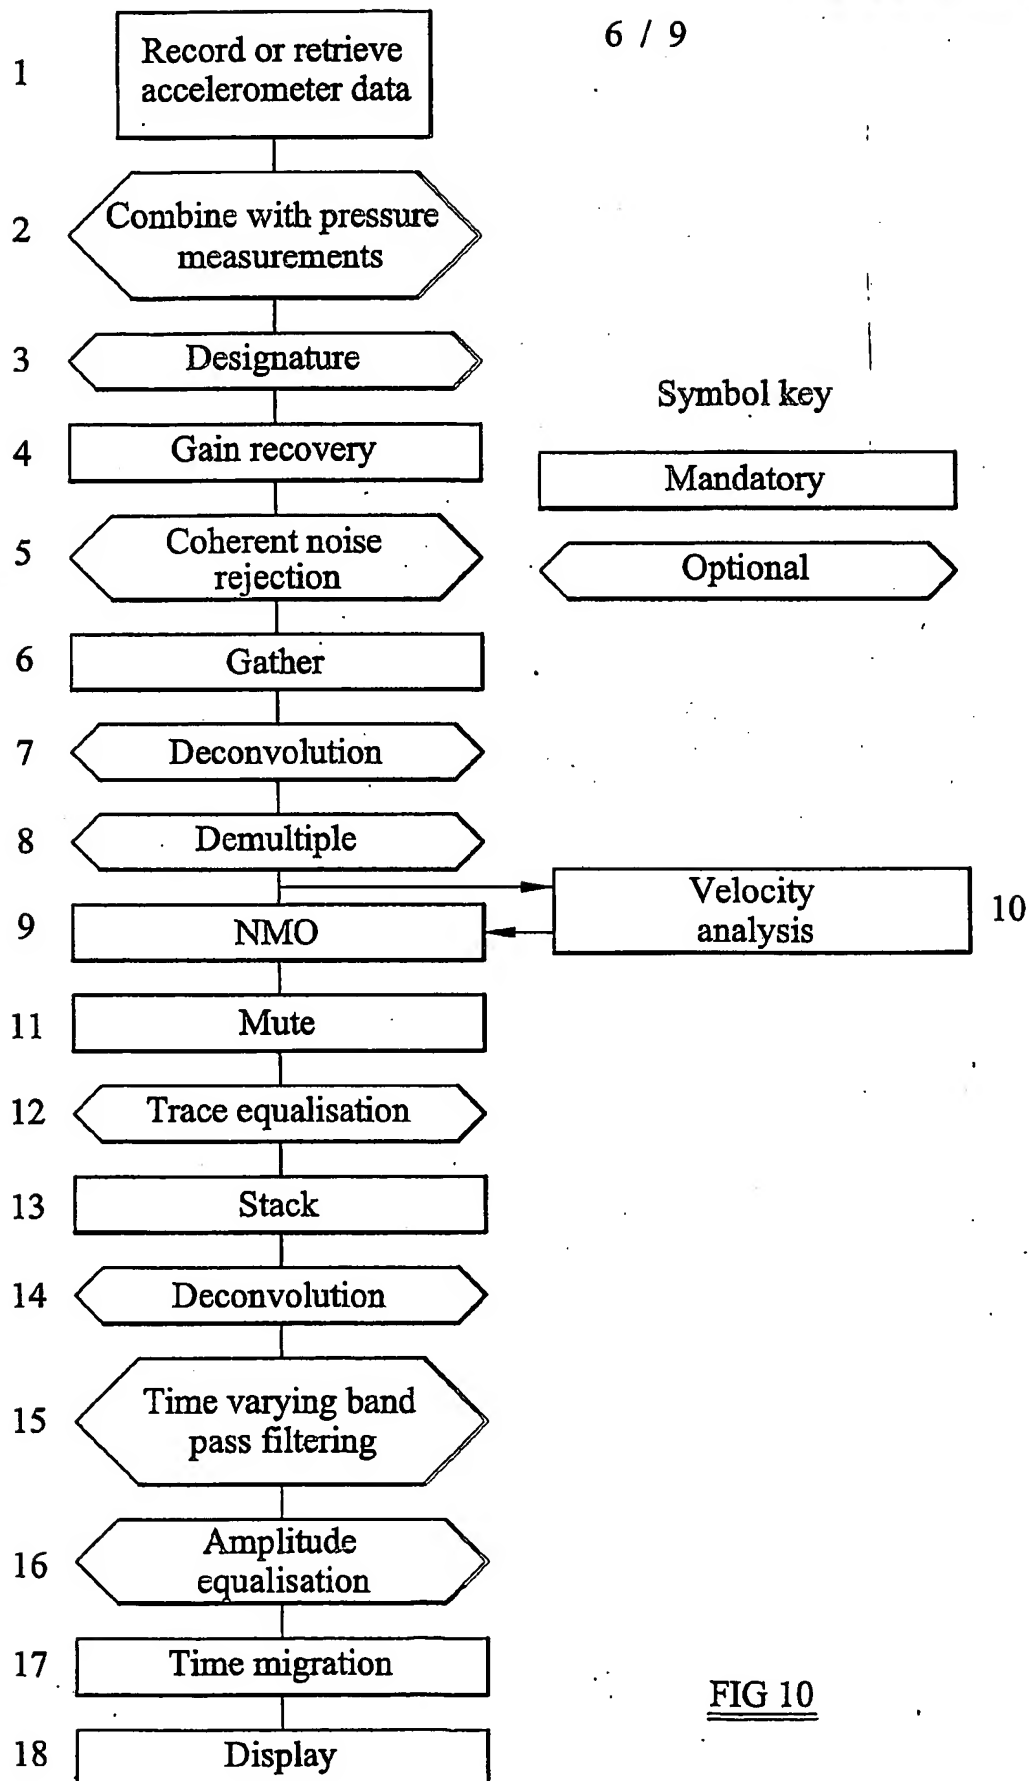 6 / 9
1
Record or retrieve
accelerometer data
2
Combine with pressure
measurements
3
Designature
Symbol key
4
Gain recovery
Mandatory
5
Coherent noise
rejection
Optional
6
Gather
7
Deconvolution
8
Demultiple
9
NMO
Velocity
analysis
10
11
Mute
12
Trace equalisation
13
Stack
14
Deconvolution
15
Time varying band
pass filtering
16
Amplitude
equalisation
17
Time migration
18
Display
FIG 10